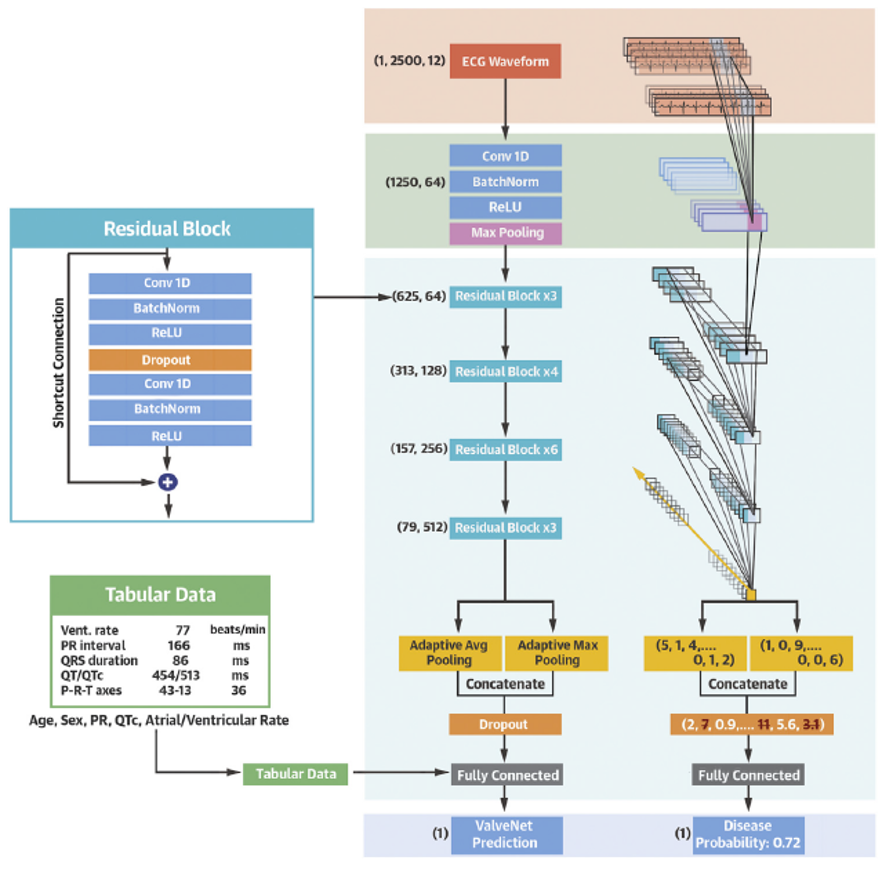 (1, 2500, 12)
ECG Waveform
(1250, 64)
Conv 1D
BatchNorm
ReLU
Max Pooling
Residual Block
Shortcut Connection
Conv 1D
BatchNorm
ReLU
Dropout
Conv 1D
BatchNorm
ReLU
+
(625, 64)
Residual Block x3
(313, 128)
Residual Block x4
(157, 256)
Residual Block x6
(79, 512)
Residual Block x3
Tabular Data
Vent. rate 77 beats/min
PR interval 166 ms
QRS duration 86 ms
QT/QTc 454/513 ms
P-R-T axes 43-13 36
Age, Sex, PR, QTc, Atrial/Ventricular Rate
Tabular Data
Adaptive Avg
Pooling
Adaptive Max
Pooling
Concatenate
Dropout
Fully Connected
(1)
ValveNet
Prediction
(5, 1, 4,....
0, 1, 2)
(1, 0, 9,....
0, 0, 6)
Concatenate
(2, 7, 0.9,.... 11, 5.6, 3.1)
Fully Connected
(1)
Disease
Probability: 0.72